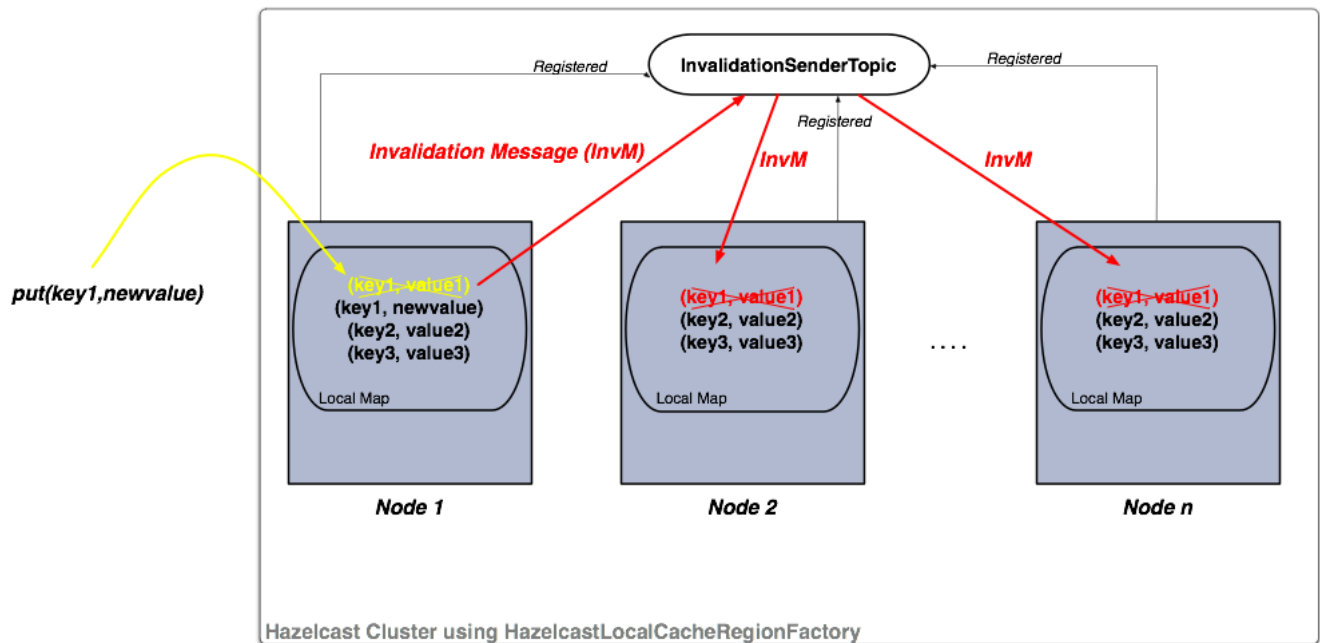 InvalidationSenderTopic
Registered
Registered
Registered
Invalidation Message (InvM)
InvM
InvM
put(key1,newvalue)
(key1, value1)
(key1, newvalue)
(key2, value2)
(key3, value3)
Local Map
Node 1
(key1, value1)
(key2, value2)
(key3, value3)
Local Map
Node 2
. . . .
(key1, value1)
(key2, value2)
(key3, value3)
Local Map
Node n
Hazelcast Cluster using HazelcastLocalCacheRegionFactory